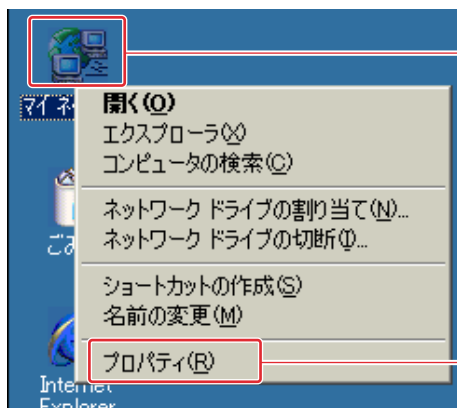 マイ ネ
開く(O)
エクスプローラ(X)
コンピュータの検索(C)
ネットワーク ドライブの割り当て(N)...
ネットワーク ドライブの切断(I)...
ショートカットの作成(S)
名前の変更(M)
プロパティ(R)
ごみ
Internet
Explorer